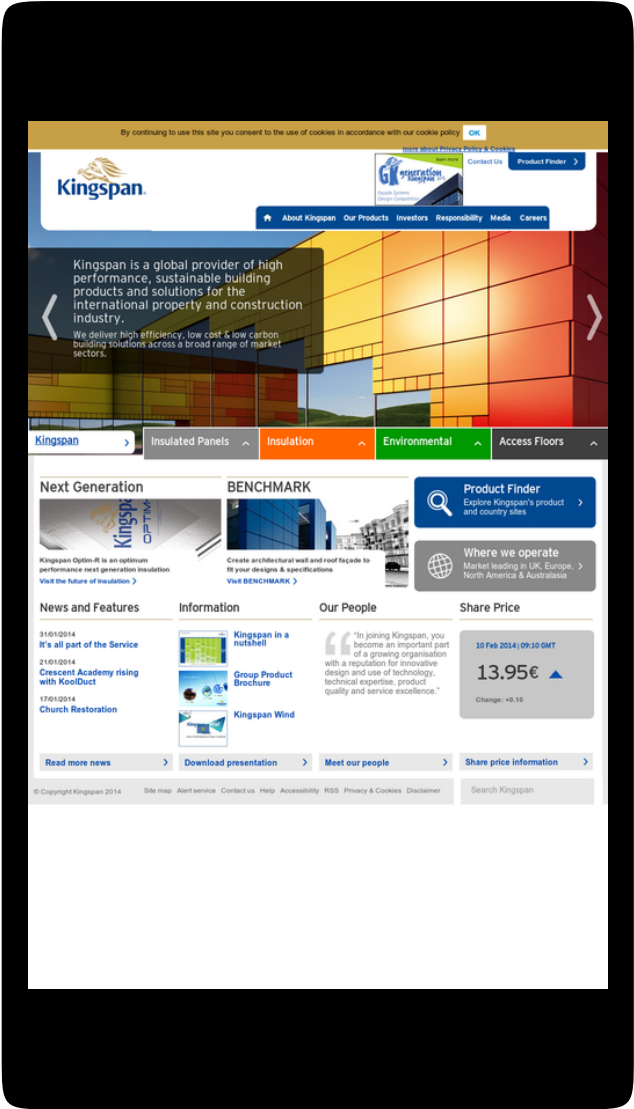 By continuing to use this site you consent to the use of cookies in accordance with our cookie policy OK
more about Privacy Policy & Cookies
Kingspan.
learn more
GK generation
Kingspan
Façade Systems
Design Competition
Contact Us
Product Finder
About Kingspan Our Products Investors Responsibility Media Careers
Kingspan is a global provider of high
performance, sustainable building
products and solutions for the
international property and construction
industry.
We deliver high efficiency, low cost & low carbon
building solutions across a broad range of market
sectors.
Kingspan Insulated Panels Insulation Environmental Access Floors
Next Generation
Kingspan
OPTIM
Kingspan Optim-R is an optimum
performance next generation insulation
Visit the future of insulation
BENCHMARK
Create architectural wall and roof façade to
fit your designs & specifications
Visit BENCHMARK
Product Finder
Explore Kingspan's product
and country sites
Where we operate
Market leading in UK, Europe,
North America & Australasia
News and Features
31/01/2014
It's all part of the Service
21/01/2014
Crescent Academy rising
with KoolDuct
17/01/2014
Church Restoration
Read more news
Information
Kingspan in a
nutshell
Group Product
Brochure
Kingspan Wind
Download presentation
Our People
"In joining Kingspan, you
become an important part
of a growing organisation
with a reputation for innovative
design and use of technology,
technical expertise, product
quality and service excellence."
Meet our people
Share Price
10 Feb 2014 | 09:10 GMT
13.95€
Change: +0.10
Share price information
© Copyright Kingspan 2014
Site map Alert service Contact us Help Accessibility RSS Privacy & Cookies Disclaimer
Search Kingspan